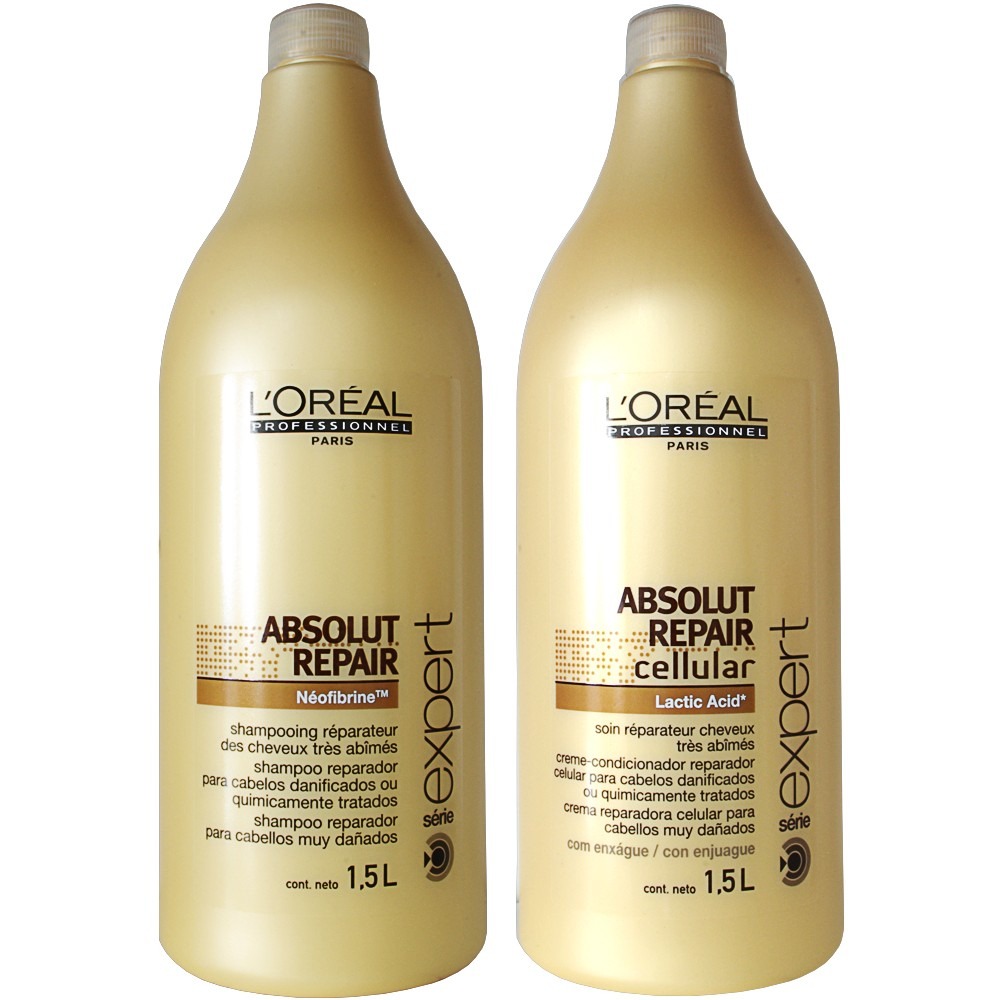 L'ORÉAL
PROFESSIONNEL
PARIS
ABSOLUT
REPAIR
Néofibrine™
shampooing réparateur
des cheveux très abîmés
shampoo reparador
para cabelos danificados ou
quimicamente tratados
shampoo reparador
para cabellos muy dañados
cont. neto 1,5 L
série expert
L'ORÉAL
PROFESSIONNEL
PARIS
ABSOLUT
REPAIR
cellular
Lactic Acid*
soin réparateur cheveux
très abîmés
creme-condicionador reparador
celular para cabelos danificados
ou quimicamente tratados
crema reparadora celular para
cabellos muy dañados
com enxágue / con enjuague
cont. neto 1,5 L
série expert